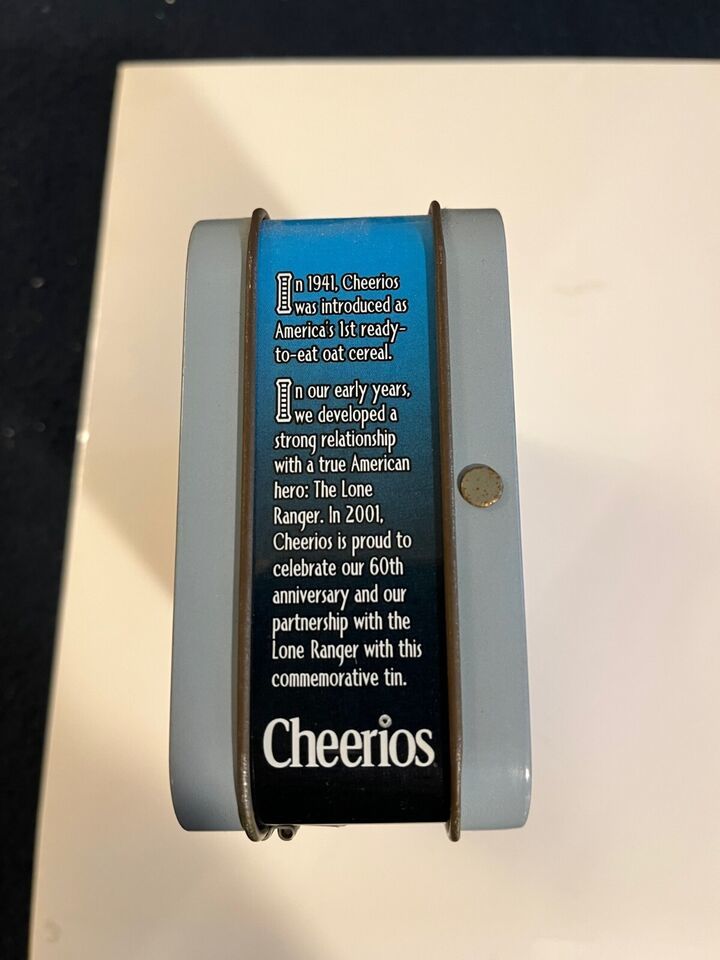 In 1941, Cheerios
was introduced as
America's 1st ready-
to-eat oat cereal.
In our early years,
we developed a
strong relationship
with a true American
hero: The Lone
Ranger. In 2001,
Cheerios is proud to
celebrate our 60th
anniversary and our
partnership with the
Lone Ranger with this
commemorative tin.
Cheerios